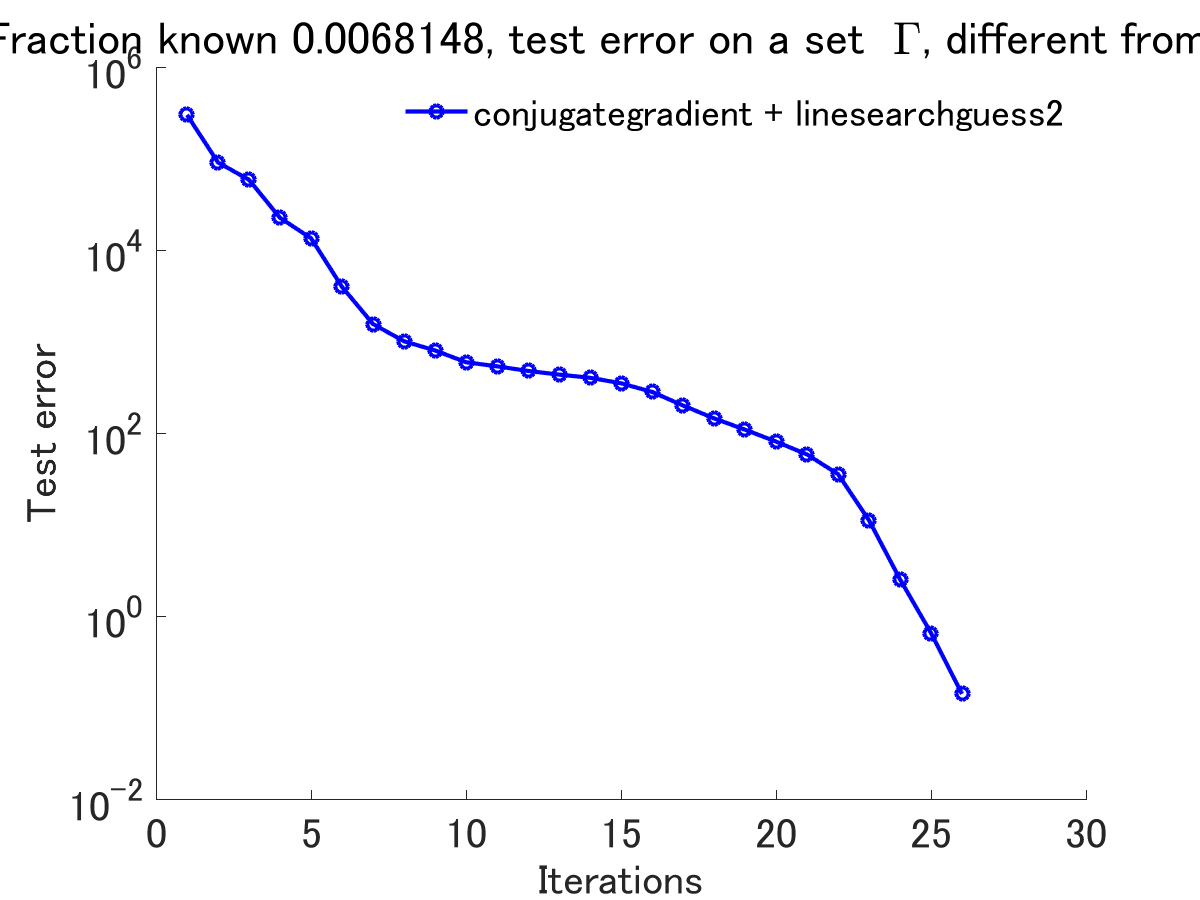 Fraction known 0.0068148, test error on a set Γ, different from
conjugategradient + linesearchguess2
Test error
10^6
10^4
10^2
10^0
10^-2
0 5 10 15 20 25 30
Iterations